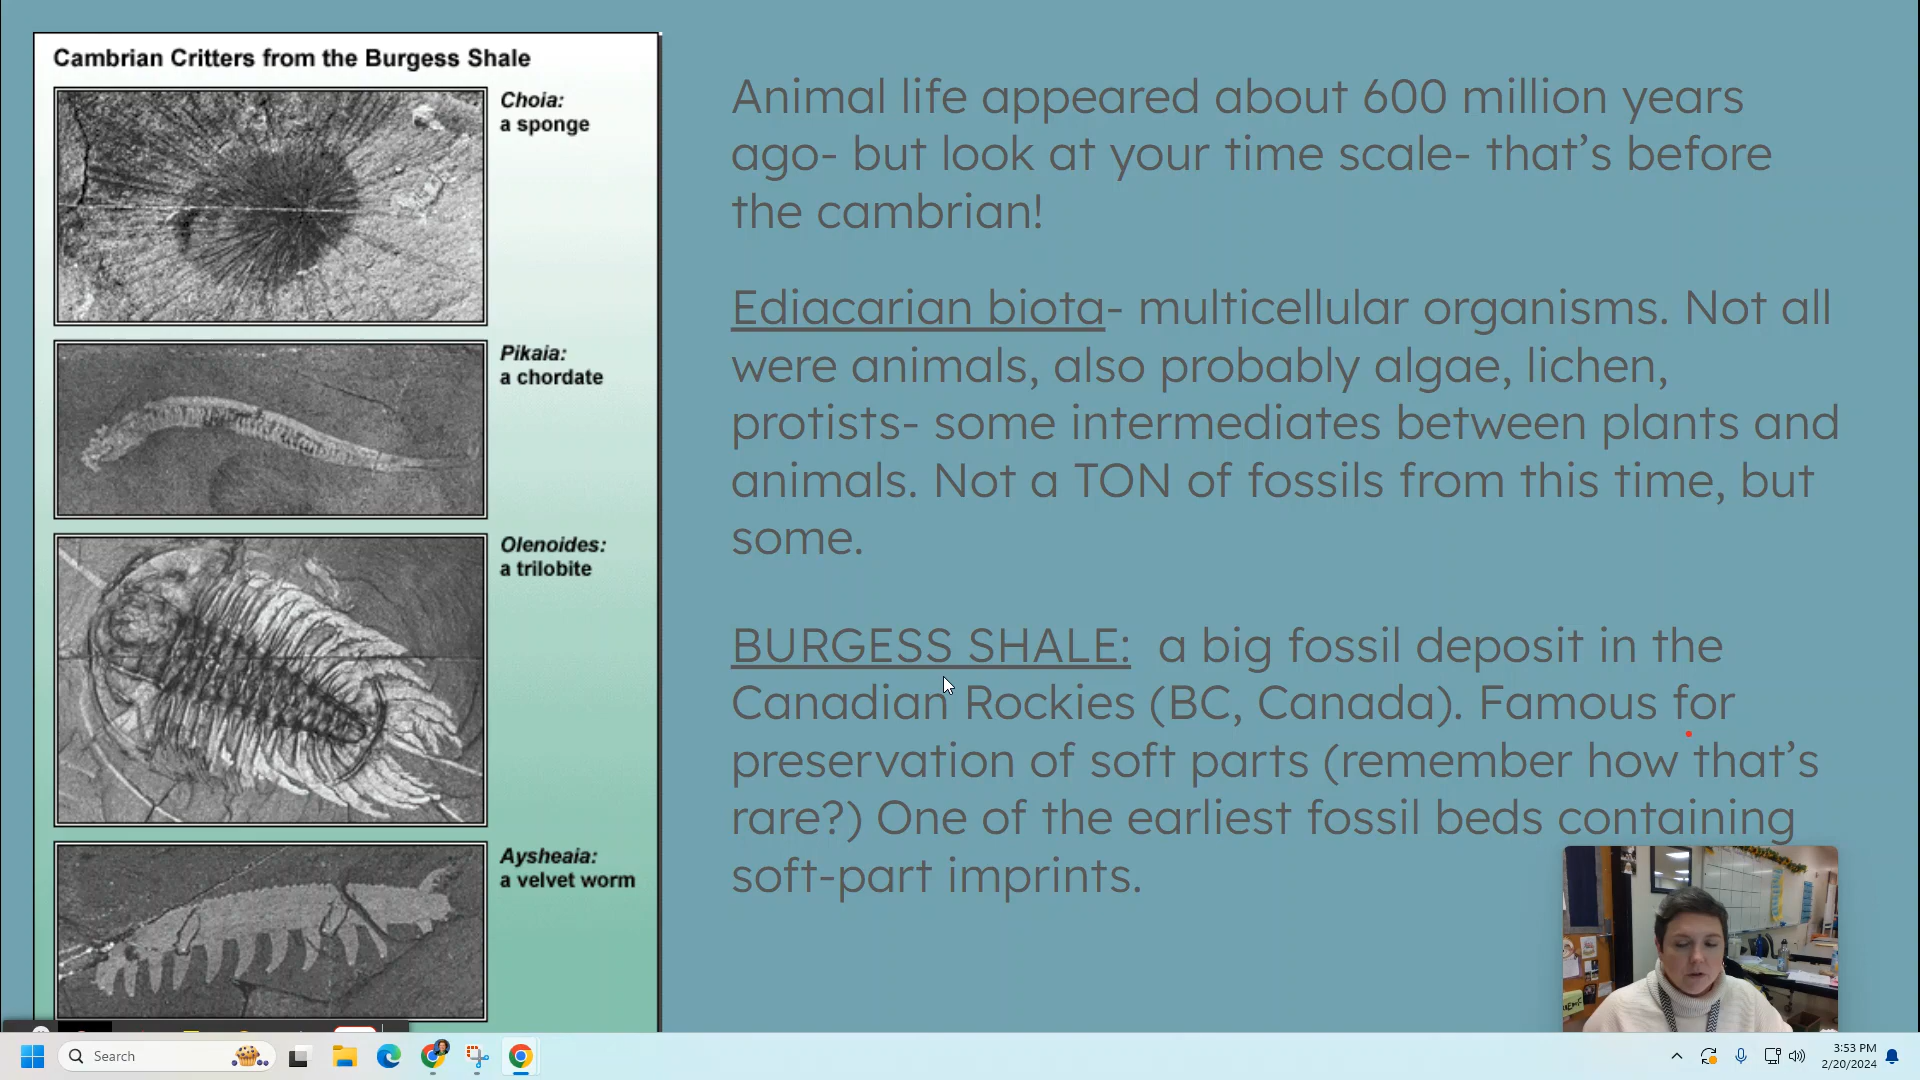 Cambrian Critters from the Burgess Shale
Choia:
a sponge
Pikaia:
a chordate
Olenoides:
a trilobite
Aysheaia:
a velvet worm
Animal life appeared about 600 million years
ago- but look at your time scale- that’s before
the cambrian!
Ediacarian biota- multicellular organisms. Not all
were animals, also probably algae, lichen,
protists- some intermediates between plants and
animals. Not a TON of fossils from this time, but
some.
BURGESS SHALE: a big fossil deposit in the
Canadian Rockies (BC, Canada). Famous for
preservation of soft parts (remember how that’s
rare?) One of the earliest fossil beds containing
soft-part imprints.
Search
3:53 PM
2/20/2024